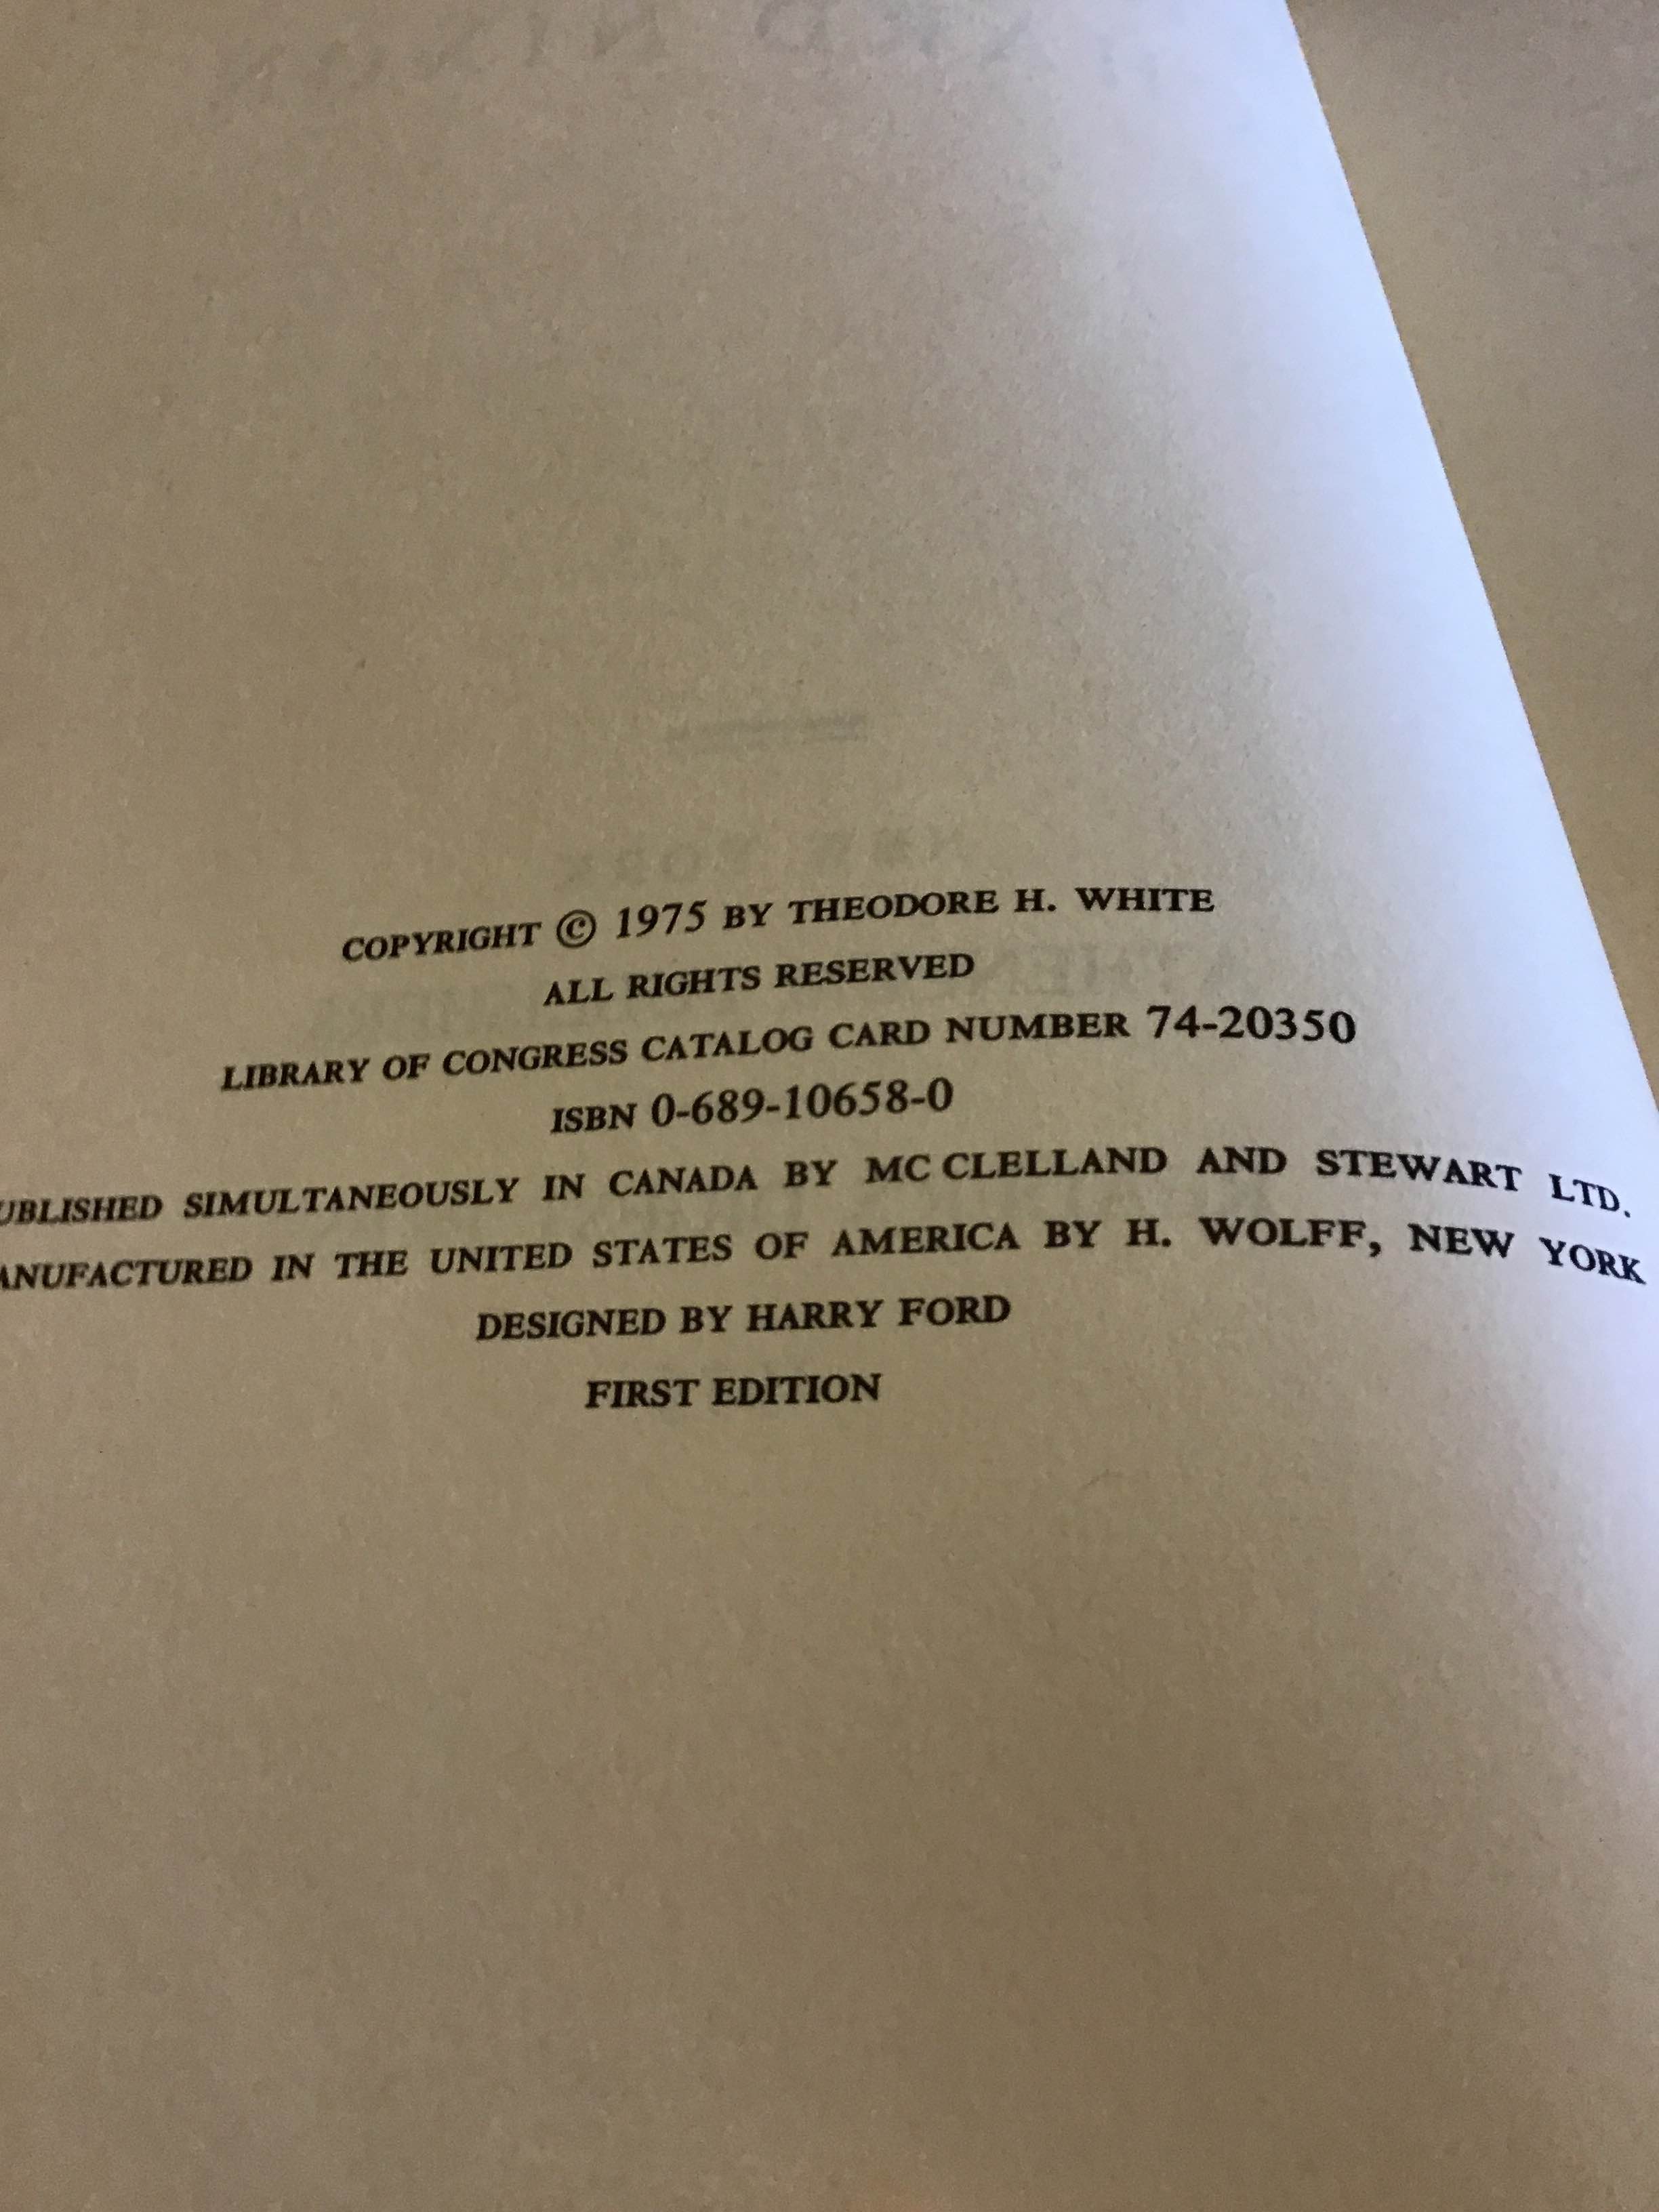 COPYRIGHT © 1975 BY THEODORE H. WHITE
ALL RIGHTS RESERVED
LIBRARY OF CONGRESS CATALOG CARD NUMBER 74-20350
ISBN 0-689-10658-0
UBLISHED SIMULTANEOUSLY IN CANADA BY MC CLELLAND AND STEWART LTD.
ANUFACTURED IN THE UNITED STATES OF AMERICA BY H. WOLFF, NEW YORK
DESIGNED BY HARRY FORD
FIRST EDITION